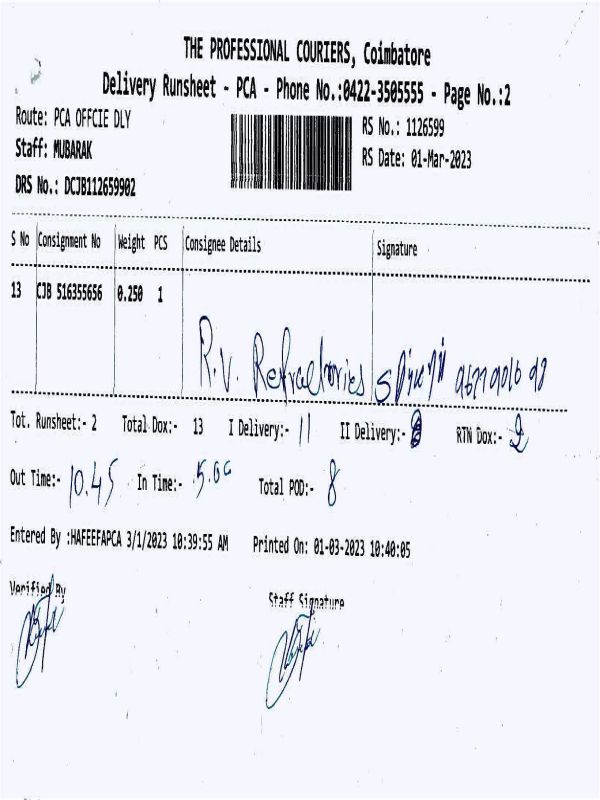 THE PROFESSIONAL COURIERS, Coimbatore
Delivery Runsheet - PCA - Phone No.:0422-3505555 - Page No.:2
Route: PCA OFFCIE DLY
RS No.: 1126599
Staff: MUBARAK
RS Date: 01-Mar-2023
DRS No.: DCJB112659902
S No Consignment No Weight PCS Consignee Details Signature
13 CJB 516355656 0.250 1
R.V. Refractories
Tot. Runsheet:- 2 Total Dox:- 13 I Delivery:- 11 II Delivery:- RTN Dox:- 2
Out Time:- 10.45 In Time:- 5.00 Total POD:- 8
Entered By :HAFEEFAPCA 3/1/2023 10:39:55 AM Printed On: 01-03-2023 10:40:05
Verified By Staff Signature